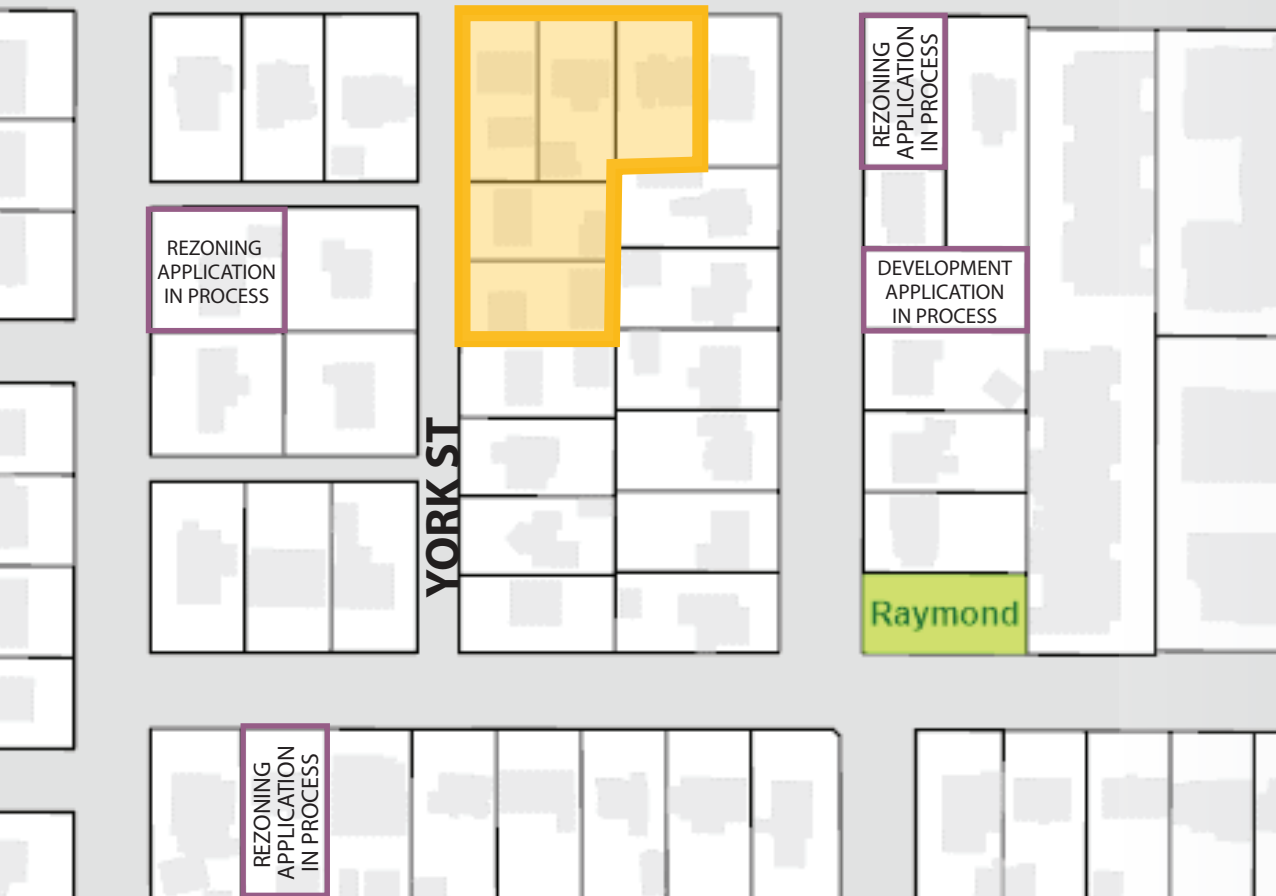 REZONING
APPLICATION
IN PROCESS
REZONING
APPLICATION
IN PROCESS
DEVELOPMENT
APPLICATION
IN PROCESS
YORK ST
Raymond
REZONING
APPLICATION
IN PROCESS